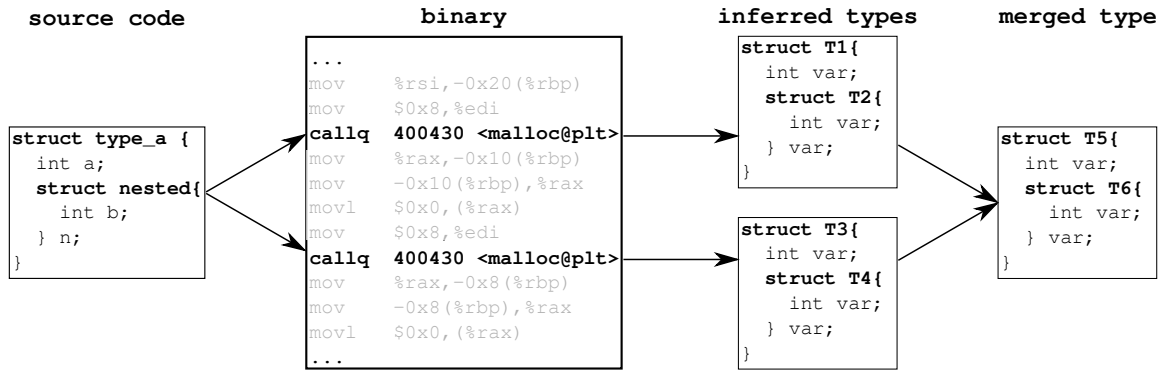 source code
binary
inferred types
merged type
struct type_a {
int a;
struct nested{
int b;
} n;
}
...
mov %rsi,-0x20(%rbp)
mov $0x8,%edi
callq 400430 <malloc@plt>
mov %rax,-0x10(%rbp)
mov -0x10(%rbp),%rax
movl $0x0,(%rax)
mov $0x8,%edi
callq 400430 <malloc@plt>
mov %rax,-0x8(%rbp)
mov -0x8(%rbp),%rax
movl $0x0,(%rax)
...
struct T1{
int var;
struct T2{
int var;
} var;
}
struct T3{
int var;
struct T4{
int var;
} var;
}
struct T5{
int var;
struct T6{
int var;
} var;
}